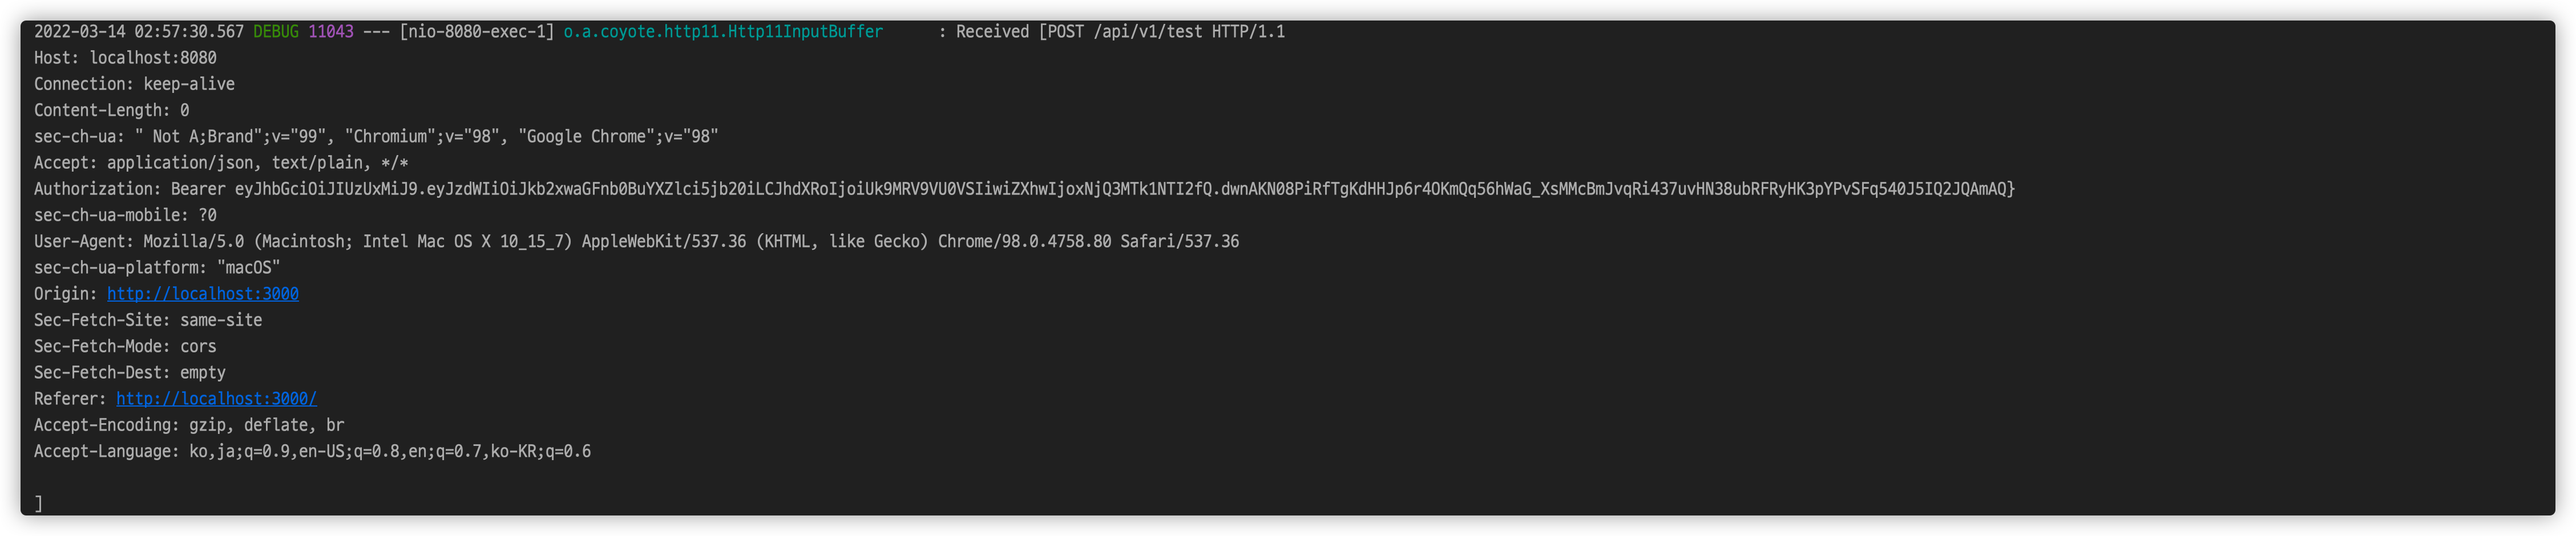 2022-03-14 02:57:30.567 DEBUG 11043 --- [nio-8080-exec-1] o.a.coyote.http11.Http11InputBuffer      : Received [POST /api/v1/test HTTP/1.1
Host: localhost:8080
Connection: keep-alive
Content-Length: 0
sec-ch-ua: " Not A;Brand";v="99", "Chromium";v="98", "Google Chrome";v="98"
Accept: application/json, text/plain, */*
Authorization: Bearer eyJhbGciOiJIUzUxMiJ9.eyJzdWIiOiJkb2xwaGFnb0BuYXZlci5jb20iLCJhdXRoIjoiUk9MRV9VU0VSIiwiZXhwIjoxNjQ3MTk1NTI2fQ.dwnAKN08PiRfTgKdHHJp6r4OKmQq56hWaG_XsMMcBmJvqRi437uvHN38ubRFRyHK3pYPvSFq540J5IQ2JQAmAQ}
sec-ch-ua-mobile: ?0
User-Agent: Mozilla/5.0 (Macintosh; Intel Mac OS X 10_15_7) AppleWebKit/537.36 (KHTML, like Gecko) Chrome/98.0.4758.80 Safari/537.36
sec-ch-ua-platform: "macOS"
Origin: http://localhost:3000
Sec-Fetch-Site: same-site
Sec-Fetch-Mode: cors
Sec-Fetch-Dest: empty
Referer: http://localhost:3000/
Accept-Encoding: gzip, deflate, br
Accept-Language: ko,ja;q=0.9,en-US;q=0.8,en;q=0.7,ko-KR;q=0.6
]